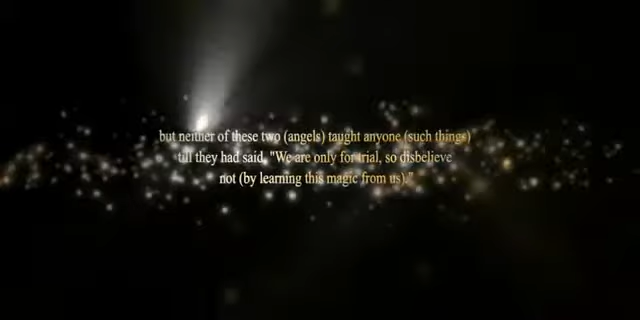 but neither of these two (angels) taught anyone (such things)
till they had said, "We are only for trial, so disbelieve
not (by learning this magic from us)."